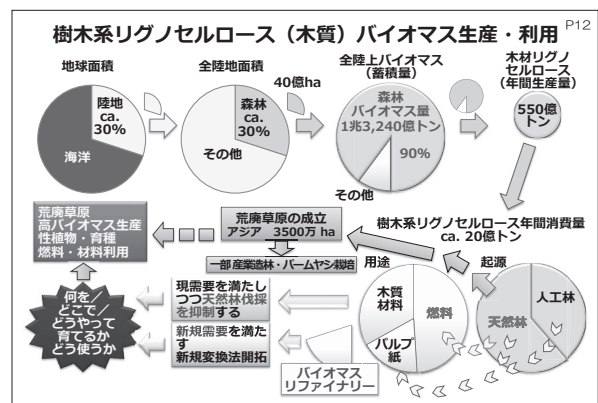 樹木系リグノセルロース（木質）バイオマス生産・利用
P12
地球面積
陸地
ca.
30%
海洋
全陸地面積
森林
ca.
30%
その他
40億ha
全陸上バイオマス
（蓄積量）
森林
バイオマス量
1兆3,240億トン
90%
その他
木材リグノ
セルロース
（年間生産量）
550億
トン
荒廃草原
高バイオマス生産
性植物・育種
燃料・材料利用
荒廃草原の成立
アジア　3500万 ha
一部 産業造林・パームヤシ栽培
樹木系リグノセルロース年間消費量
ca. 20億トン
用途
起源
木質
材料
燃料
パルプ
紙
人工林
天然林
何を／
どこで／
どうやって
育てるか
どう使うか
現需要を満たし
つつ天然林伐採
を抑制する
新規需要を満た
す
新規変換法開拓
バイオマス
リファイナリー